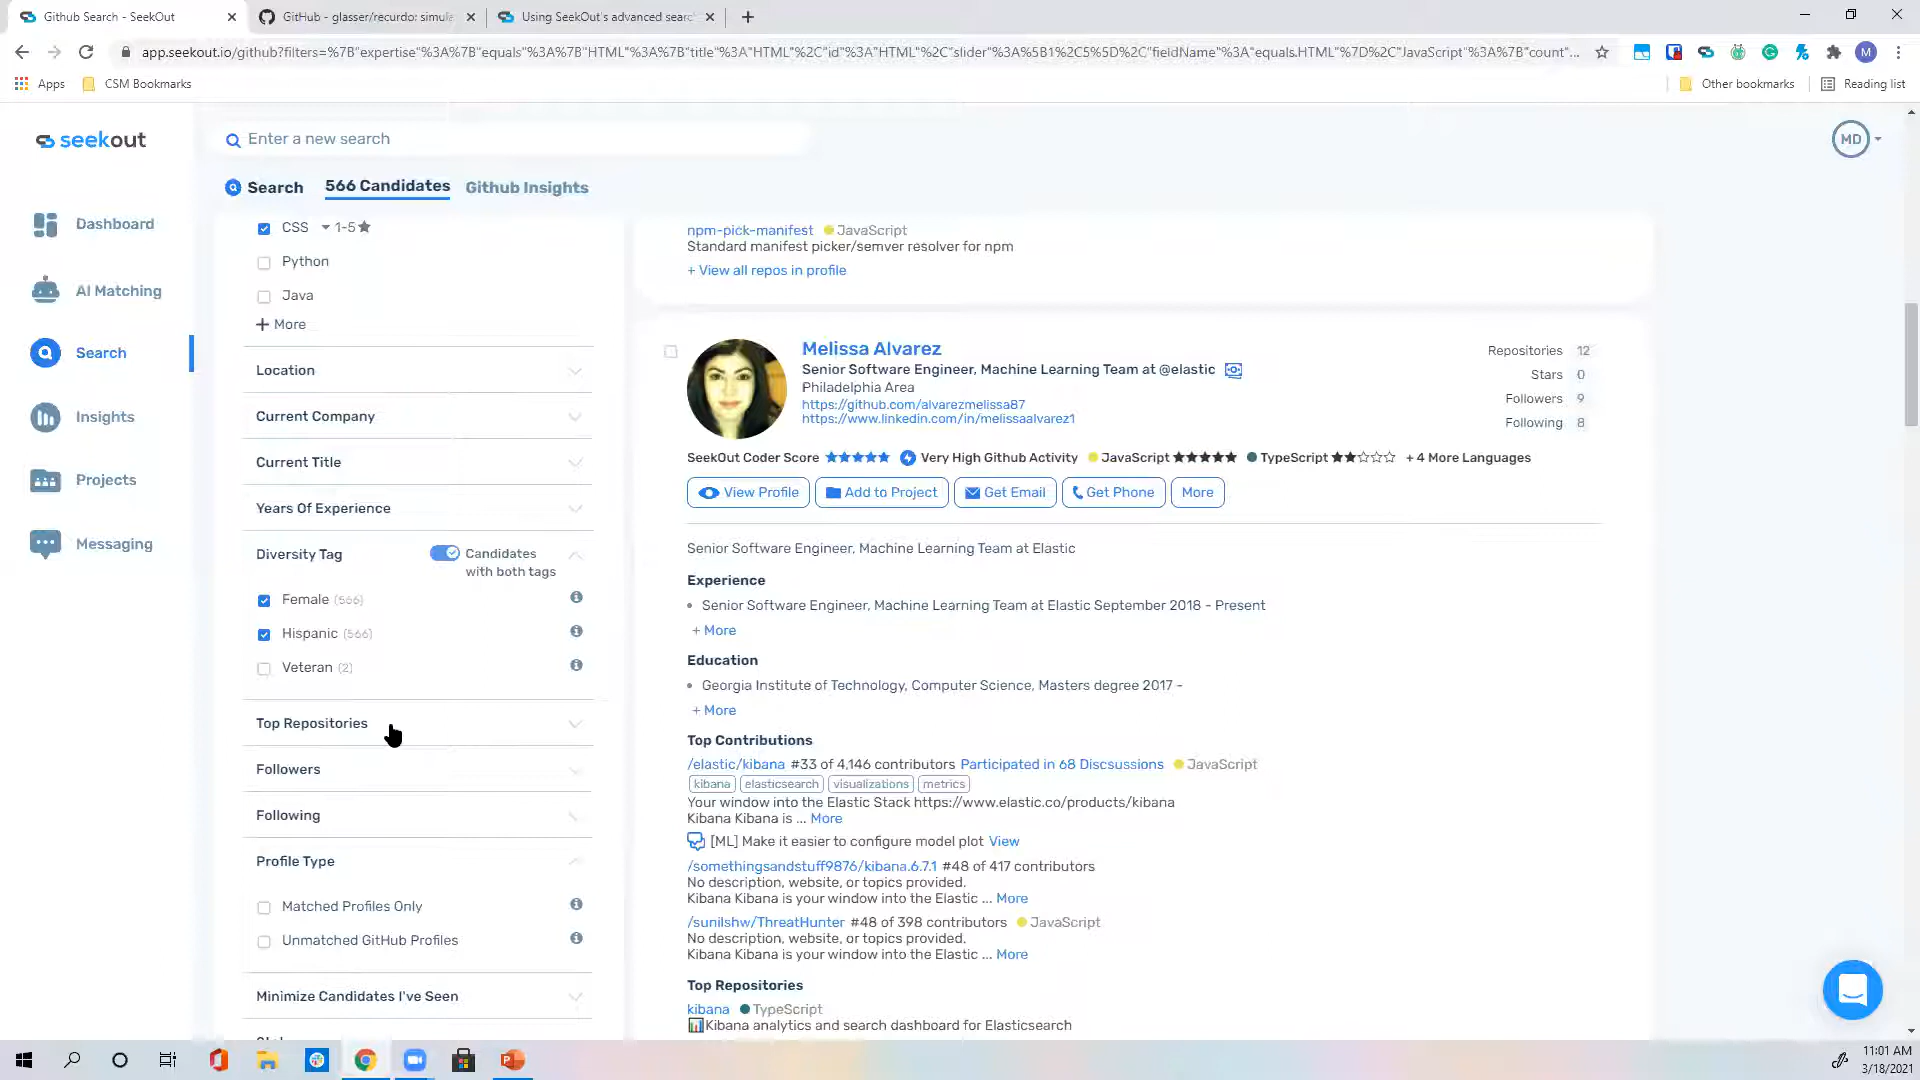 Github Search - SeekOut
GitHub - glasser/recurdo: simula
Using SeekOut's advanced searc
app.seekout.io/github?filters=%7B"expertise"%3A%7B"equals"%3A%7B"HTML"%3A%7B"title"%3A"HTML"%2C"id"%3A"HTML"%2C"slider"%3A%5B1%2C5%5D%2C"fieldName"%3A"equals.HTML"%7D%2C"JavaScript"%3A%7B"count"...
M
Apps
CSM Bookmarks
Other bookmarks
Reading list
seekout
Enter a new search
MD
Search
566 Candidates
Github Insights
Dashboard
AI Matching
Search
Insights
Projects
Messaging
CSS 1-5
Python
Java
+ More
Location
Current Company
Current Title
Years Of Experience
Diversity Tag
Candidates
with both tags
Female (566)
Hispanic (566)
Veteran (2)
Top Repositories
Followers
Following
Profile Type
Matched Profiles Only
Unmatched GitHub Profiles
Minimize Candidates I've Seen
npm-pick-manifest JavaScript
Standard manifest picker/semver resolver for npm
+ View all repos in profile
Melissa Alvarez
Senior Software Engineer, Machine Learning Team at @elastic
Philadelphia Area
https://github.com/alvarezmelissa87
https://www.linkedin.com/in/melissaalvarez1
Repositories 12
Stars 0
Followers 9
Following 8
SeekOut Coder Score Very High Github Activity JavaScript TypeScript + 4 More Languages
View Profile
Add to Project
Get Email
Get Phone
More
Senior Software Engineer, Machine Learning Team at Elastic
Experience
• Senior Software Engineer, Machine Learning Team at Elastic September 2018 - Present
+ More
Education
• Georgia Institute of Technology, Computer Science, Masters degree 2017 -
+ More
Top Contributions
/elastic/kibana #33 of 4,146 contributors Participated in 68 Discsussions JavaScript
kibana elasticsearch visualizations metrics
Your window into the Elastic Stack https://www.elastic.co/products/kibana
Kibana Kibana is ... More
[ML] Make it easier to configure model plot View
/somethingsandstuff9876/kibana.6.7.1 #48 of 417 contributors
No description, website, or topics provided.
Kibana Kibana is your window into the Elastic ... More
/sunilshw/ThreatHunter #48 of 398 contributors JavaScript
No description, website, or topics provided.
Kibana Kibana is your window into the Elastic ... More
Top Repositories
kibana TypeScript
Kibana analytics and search dashboard for Elasticsearch
11:01 AM
3/18/2021